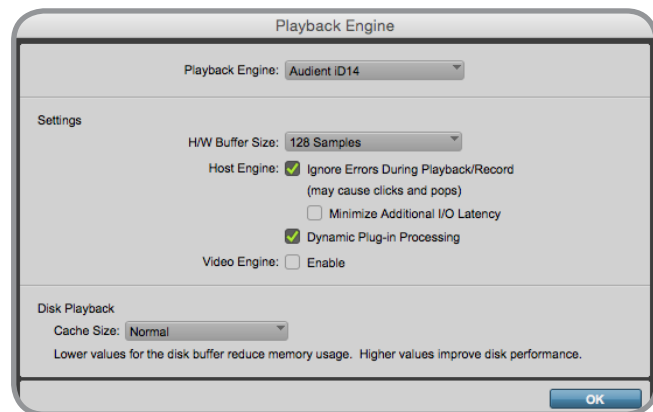 Playback Engine
Playback Engine: Audient iD14
Settings
H/W Buffer Size: 128 Samples
Host Engine: Ignore Errors During Playback/Record
(may cause clicks and pops)
Minimize Additional I/O Latency
Dynamic Plug-in Processing
Video Engine: Enable
Disk Playback
Cache Size: Normal
Lower values for the disk buffer reduce memory usage. Higher values improve disk performance.
OK